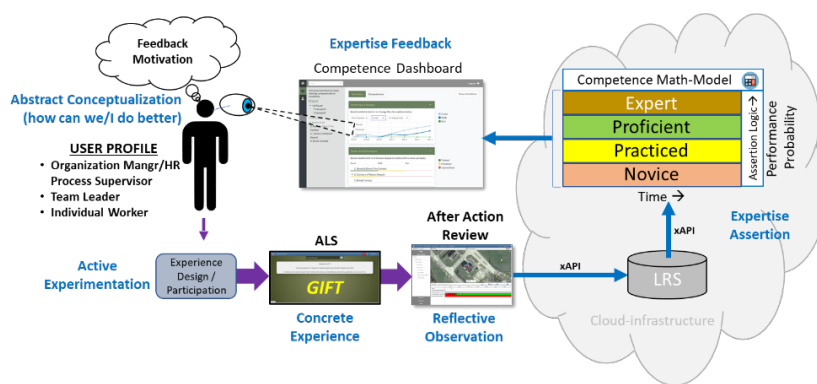 Feedback
Motivation
Abstract Conceptualization
(how can we/I do better)
USER PROFILE
• Organization Mangr/HR
Process Supervisor
• Team Leader
• Individual Worker
Expertise Feedback
Competence Dashboard
Competence Math-Model
Expert
Proficient
Practiced
Novice
Assertion Logic →
Performance
Probability
Time →
xAPI
Expertise
Assertion
LRS
Cloud-infrastructure
xAPI
Active
Experimentation
Experience
Design /
Participation
ALS
GIFT
Concrete
Experience
After Action
Review
Reflective
Observation